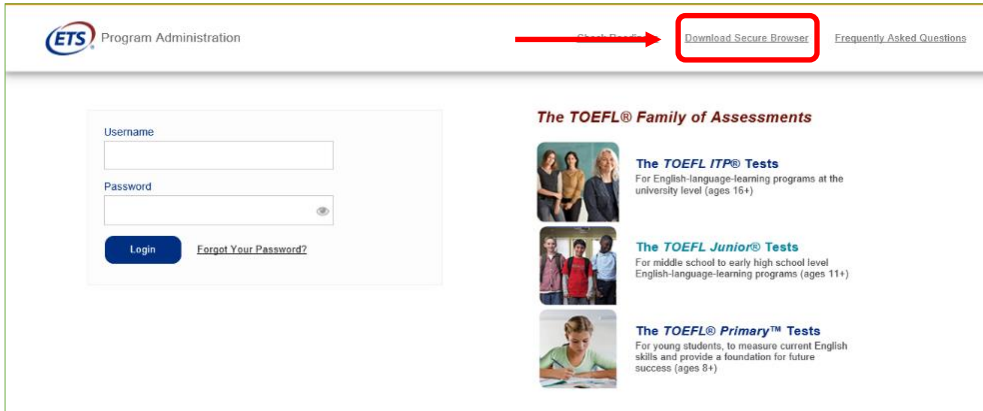 ETS® Program Administration
Download Secure Browser
Frequently Asked Questions
Username
Password
Login
Forgot Your Password?
The TOEFL® Family of Assessments
The TOEFL ITP® Tests
For English-language-learning programs at the
university level (ages 16+)
The TOEFL Junior® Tests
For middle school to early high school level
English-language-learning programs (ages 11+)
The TOEFL® Primary™ Tests
For young students, to measure current English
skills and provide a foundation for future
success (ages 8+)